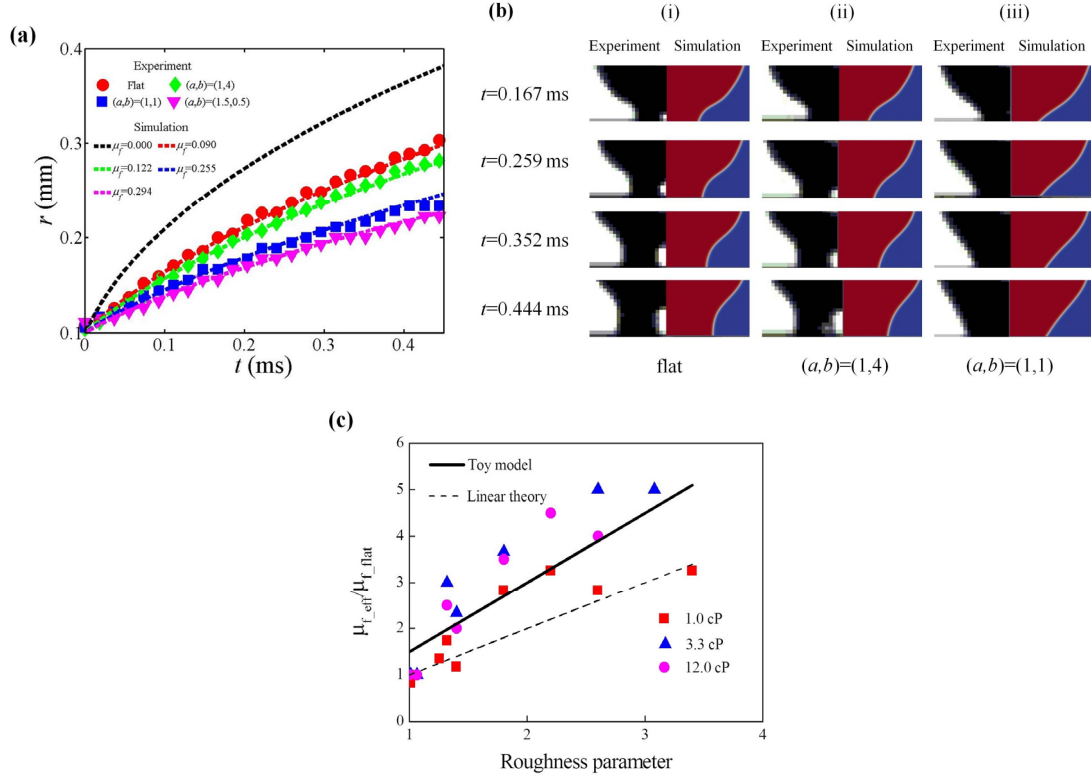 (a)
0.4
0.3
0.2
0.1
0 0.1 0.2 0.3 0.4
r (mm)
t (ms)
Experiment
Flat (a,b)=(1,4)
(a,b)=(1,1) (a,b)=(1.5,0.5)
Simulation
μf=0.000 μf=0.090
μf=0.122 μf=0.255
μf=0.294
(b)
(i) (ii) (iii)
Experiment Simulation Experiment Simulation Experiment Simulation
t=0.167 ms
t=0.259 ms
t=0.352 ms
t=0.444 ms
flat (a,b)=(1,4) (a,b)=(1,1)
(c)
6
5
4
3
2
1
0
1 2 3 4
μf_eff/μf_flat
Roughness parameter
Toy model
Linear theory
1.0 cP
3.3 cP
12.0 cP